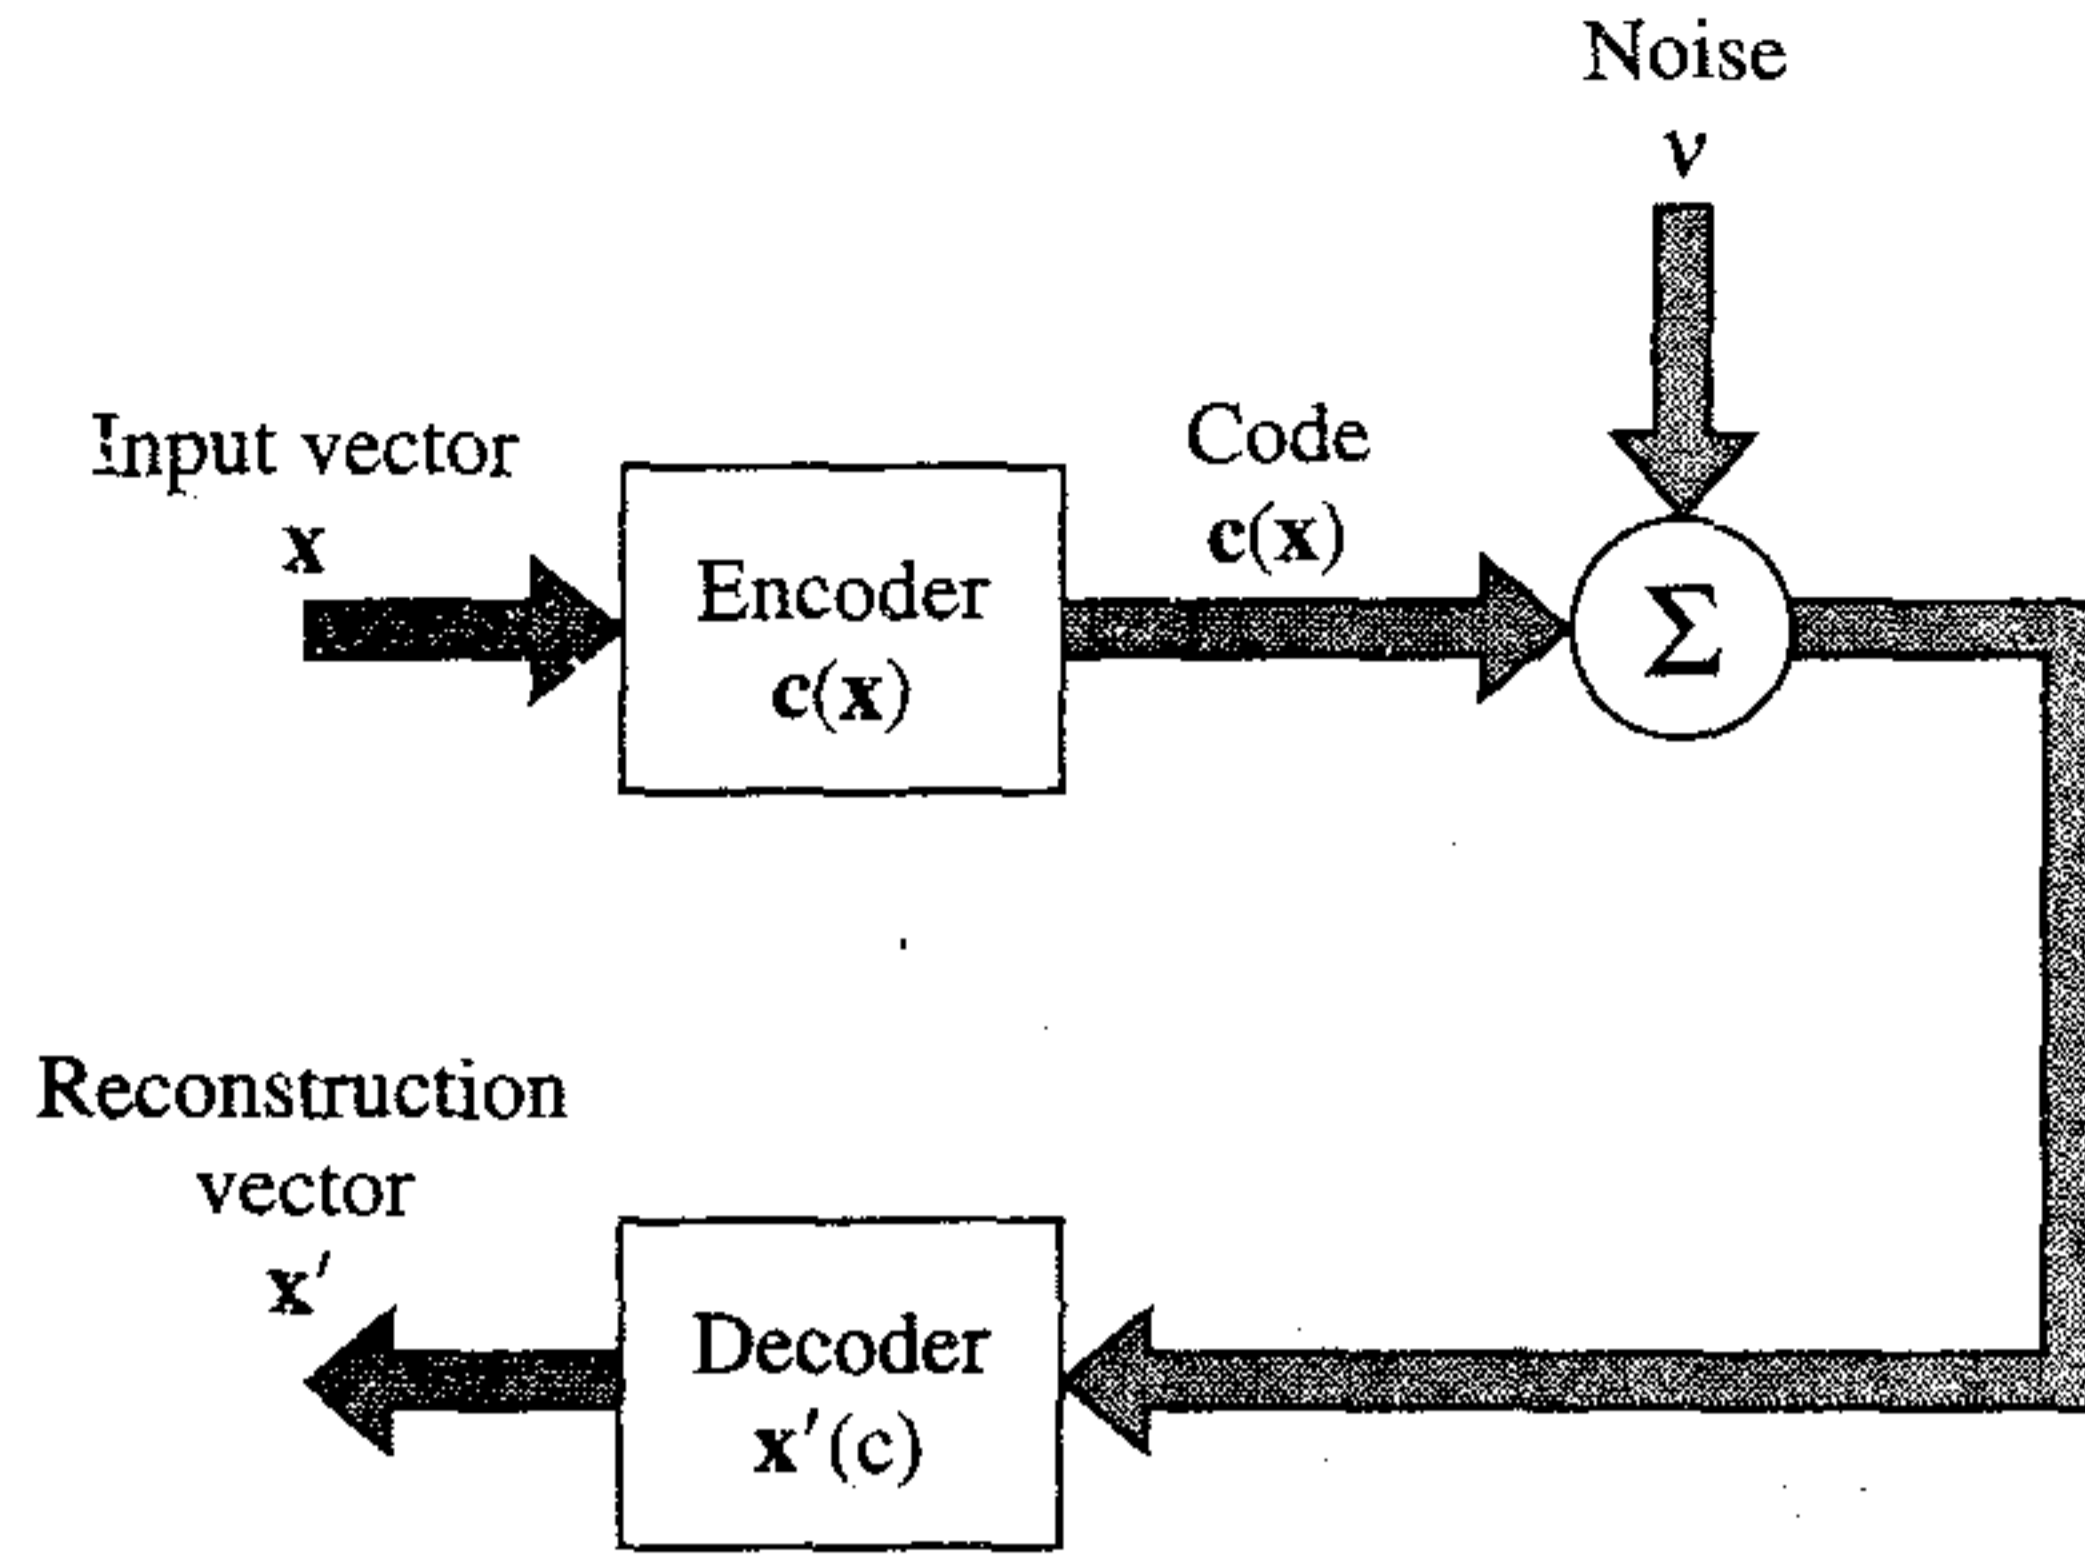 Noise
ν
Input vector
x
Code
c(x)
Encoder
c(x)
Σ
Reconstruction
vector
x′
Decoder
x′(c)